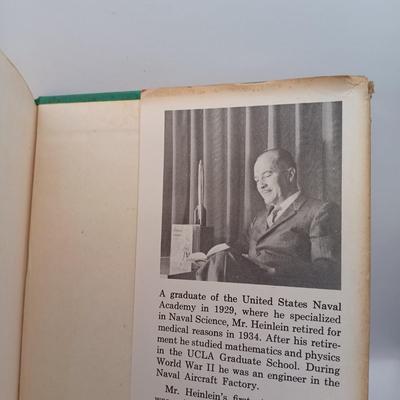 A graduate of the United States Naval
Academy in 1929, where he specialized
in Naval Science, Mr. Heinlein retired for
medical reasons in 1934. After his retire-
ment he studied mathematics and physics
in the UCLA Graduate School. During
World War II he was an engineer in the
Naval Aircraft Factory.
Mr. Heinlein's first